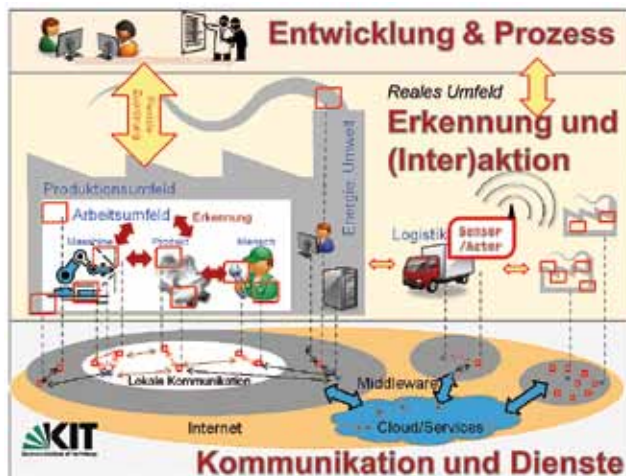 Entwicklung & Prozess
Reales Umfeld
Erkennung und
(Inter)aktion
Produktionsumfeld
Arbeitsumfeld
Erkennung
Maschine
Produkt
Mensch
Energie Umwelt
Logistik
Sensor
/Actor
Lokale Kommunikation
Middleware
Internet
Cloud/Services
KIT
Kommunikation und Dienste